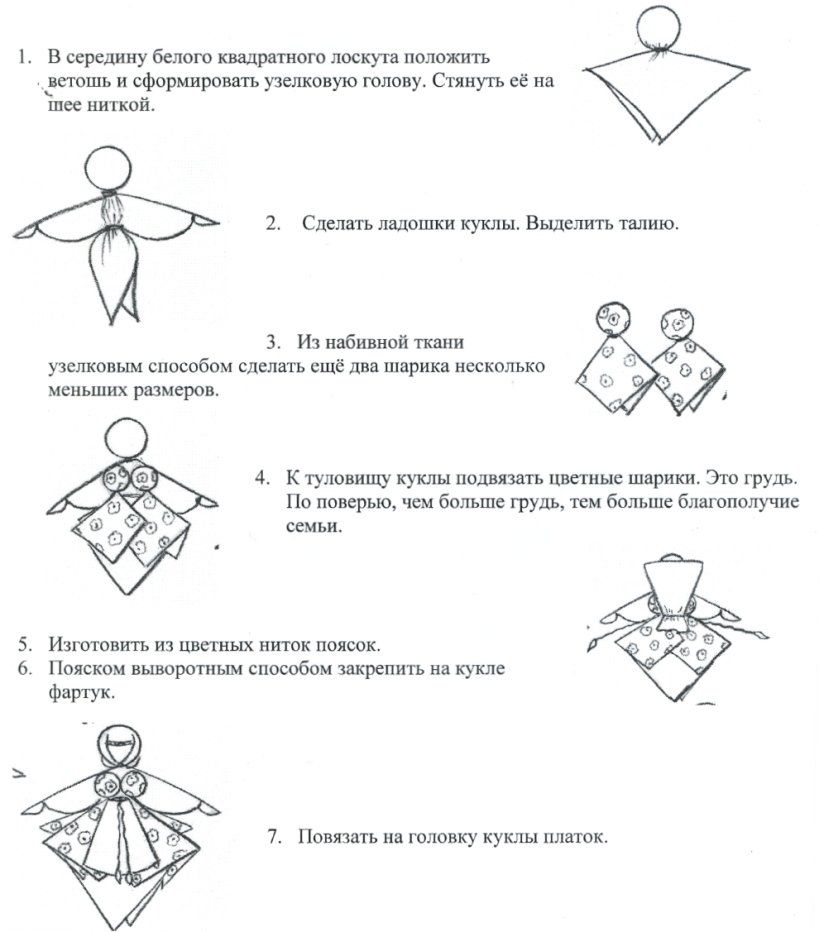 1. В середину белого квадратного лоскута положить
ветошь и сформировать узелковую голову. Стянуть её на
шее ниткой.
2. Сделать ладошки куклы. Выделить талию.
3. Из набивной ткани
узелковым способом сделать ещё два шарика несколько
меньших размеров.
4. К туловищу куклы подвязать цветные шарики. Это грудь.
По поверью, чем больше грудь, тем больше благополучие
семьи.
5. Изготовить из цветных ниток поясок.
6. Пояском выворотным способом закрепить на кукле
фартук.
7. Повязать на головку куклы платок.